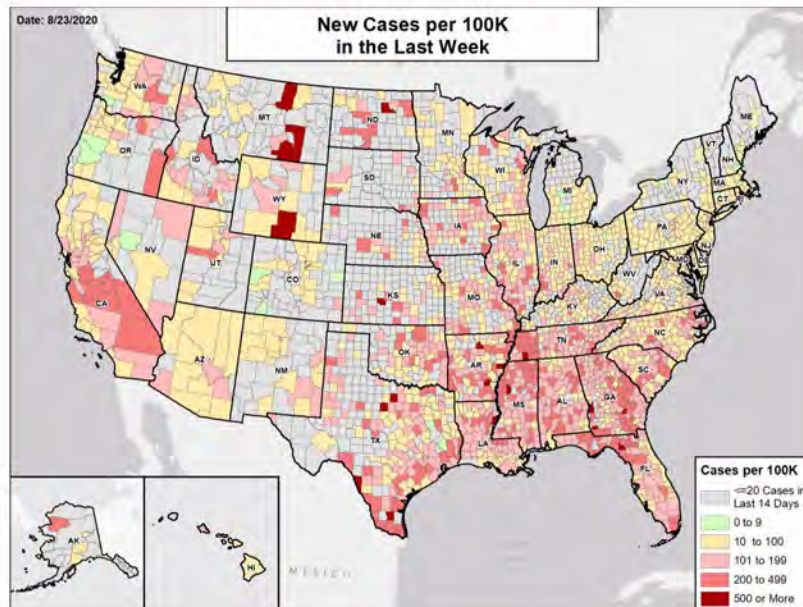 Date: 8/23/2020
New Cases per 100K
in the Last Week
WA
MT
ND
MN
ME
OR
ID
WI
VT
NH
SD
NY
MA
WY
MI
CT
RI
IA
PA
NE
NJ
NV
OH
MD
DE
UT
IL
IN
CO
WV
VA
CA
KS
MO
KY
NC
TN
OK
AZ
NM
AR
SC
MS
AL
GA
TX
LA
FL
AK
HI
MEXICO
Cases per 100K
<=20 Cases in
Last 14 Days
0 to 9
10 to 100
101 to 199
200 to 499
500 or More